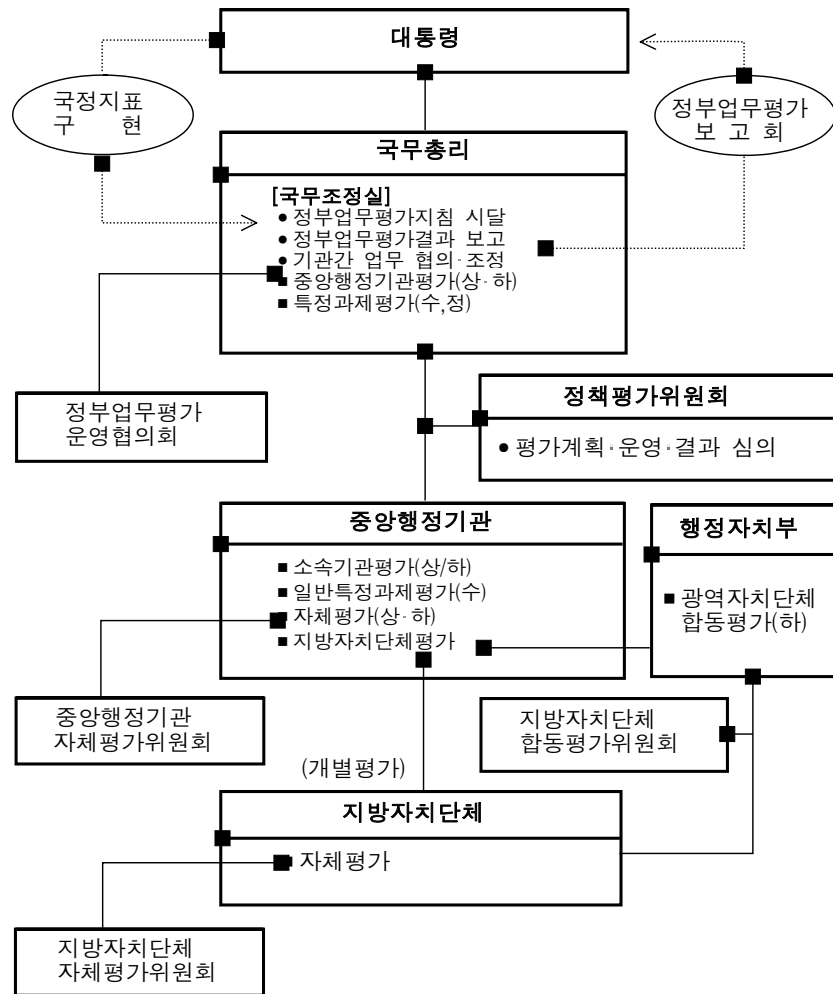 대통령
국정지표
구 현
정부업무평가
보 고 회
국무총리
[국무조정실]
● 정부업무평가지침 시달
● 정부업무평가결과 보고
● 기관간 업무 협의·조정
■ 중앙행정기관평가(상·하)
■ 특정과제평가(수,정)
정부업무평가
운영협의회
정책평가위원회
● 평가계획·운영·결과 심의
중앙행정기관
■ 소속기관평가(상/하)
■ 일반특정과제평가(수)
■ 자체평가(상·하)
■ 지방자치단체평가
행정자치부
■ 광역자치단체
합동평가(하)
중앙행정기관
자체평가위원회
지방자치단체
합동평가위원회
(개별평가)
지방자치단체
■ 자체평가
지방자치단체
자체평가위원회